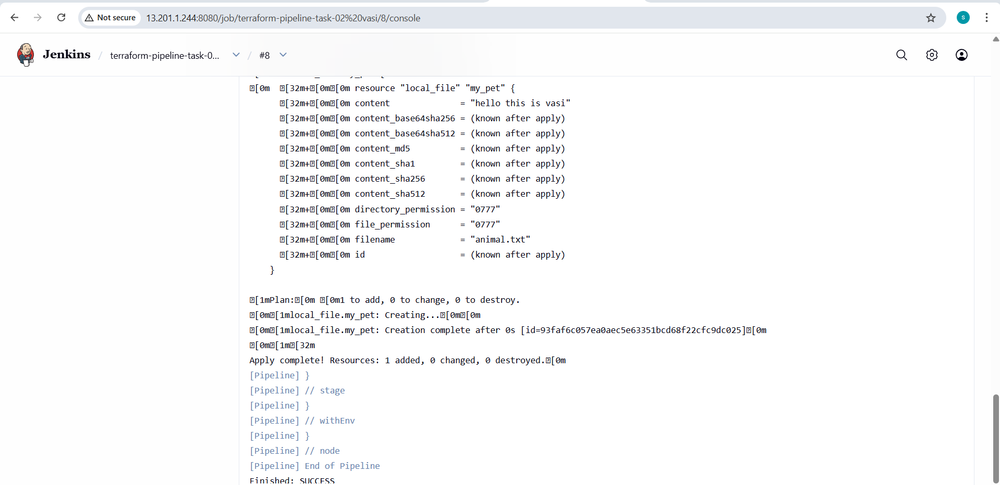 Not secure 13.201.1.244:8080/job/terraform-pipeline-task-02%20vasi/8/console S
Jenkins / terraform-pipeline-task-0... / #8
[0m  [32m+[0m[0m resource "local_file" "my_pet" {
[32m+[0m[0m content = "hello this is vasi"
[32m+[0m[0m content_base64sha256 = (known after apply)
[32m+[0m[0m content_base64sha512 = (known after apply)
[32m+[0m[0m content_md5 = (known after apply)
[32m+[0m[0m content_sha1 = (known after apply)
[32m+[0m[0m content_sha256 = (known after apply)
[32m+[0m[0m content_sha512 = (known after apply)
[32m+[0m[0m directory_permission = "0777"
[32m+[0m[0m file_permission = "0777"
[32m+[0m[0m filename = "animal.txt"
[32m+[0m[0m id = (known after apply)
}
[1mPlan:[0m [0m1 to add, 0 to change, 0 to destroy.
[0m[1mlocal_file.my_pet: Creating...[0m[0m
[0m[1mlocal_file.my_pet: Creation complete after 0s [id=93faf6c057ea0aec5e63351bcd68f22cfc9dc025][0m
[0m[1m[32m
Apply complete! Resources: 1 added, 0 changed, 0 destroyed.[0m
[Pipeline] }
[Pipeline] // stage
[Pipeline] }
[Pipeline] // withEnv
[Pipeline] }
[Pipeline] // node
[Pipeline] End of Pipeline
Finished: SUCCESS